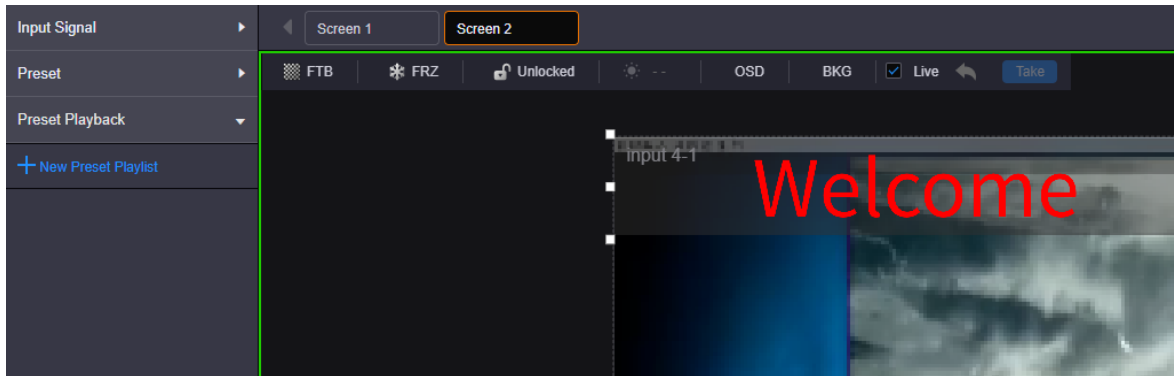 Input Signal
Screen 1
Screen 2
Preset
FTB
FRZ
Unlocked
--
OSD
BKG
Live
Take
Preset Playback
New Preset Playlist
input 4-1
Welcome